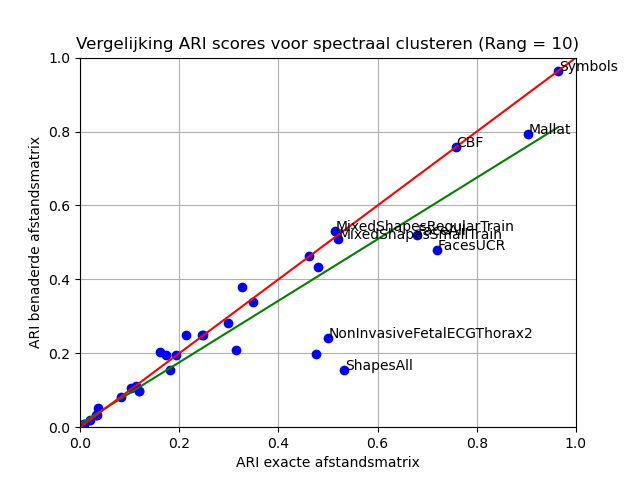 Vergelijking ARI scores voor spectraal clusteren (Rang = 10)
1.0
0.8
0.6
0.4
0.2
0.0
ARI benaderde afstandsmatrix
Symbols
Mallat
CBF
MixedShapesRegularTrain
FaceAll
MixedShapesSmallTrain
FacesUCR
NonInvasiveFetalECGThorax2
ShapesAll
0.0 0.2 0.4 0.6 0.8 1.0
ARI exacte afstandsmatrix